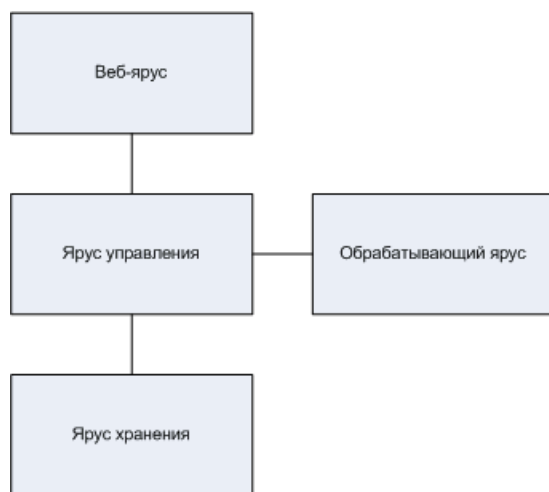 Веб-ярус
Ярус управления
Обрабатывающий ярус
Ярус хранения